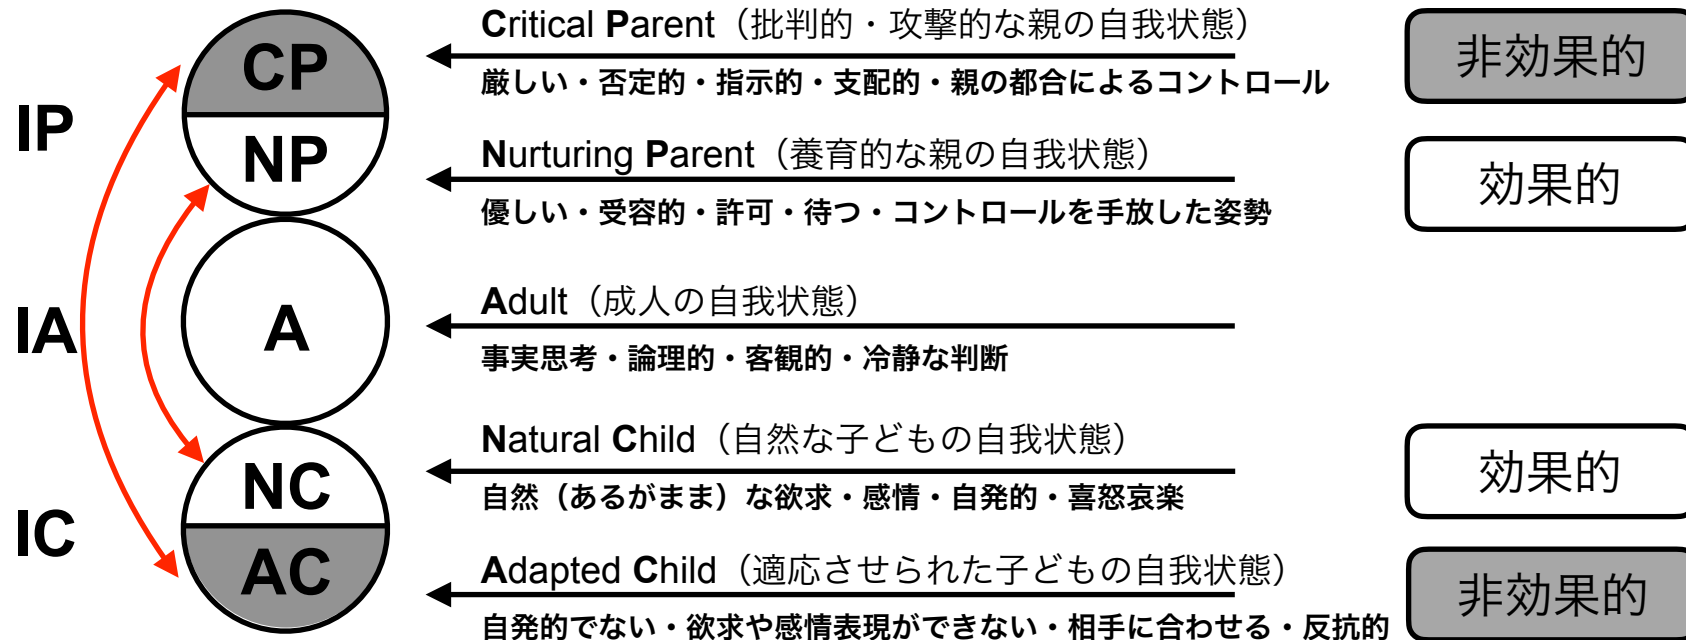 Critical Parent（批判的・攻撃的な親の自我状態）
厳しい・否定的・指示的・支配的・親の都合によるコントロール
非効果的
CP
IP
NP
Nurturing Parent（養育的な親の自我状態）
優しい・受容的・許可・待つ・コントロールを手放した姿勢
効果的
IA
A
Adult（成人の自我状態）
事実思考・論理的・客観的・冷静な判断
NC
Natural Child（自然な子どもの自我状態）
自然（あるがまま）な欲求・感情・自発的・喜怒哀楽
効果的
IC
AC
Adapted Child（適応させられた子どもの自我状態）
自発的でない・欲求や感情表現ができない・相手に合わせる・反抗的
非効果的